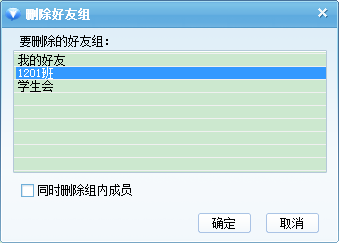 删除好友组
要删除的好友组：
我的好友
1201班
学生会
同时删除组内成员
确定
取消